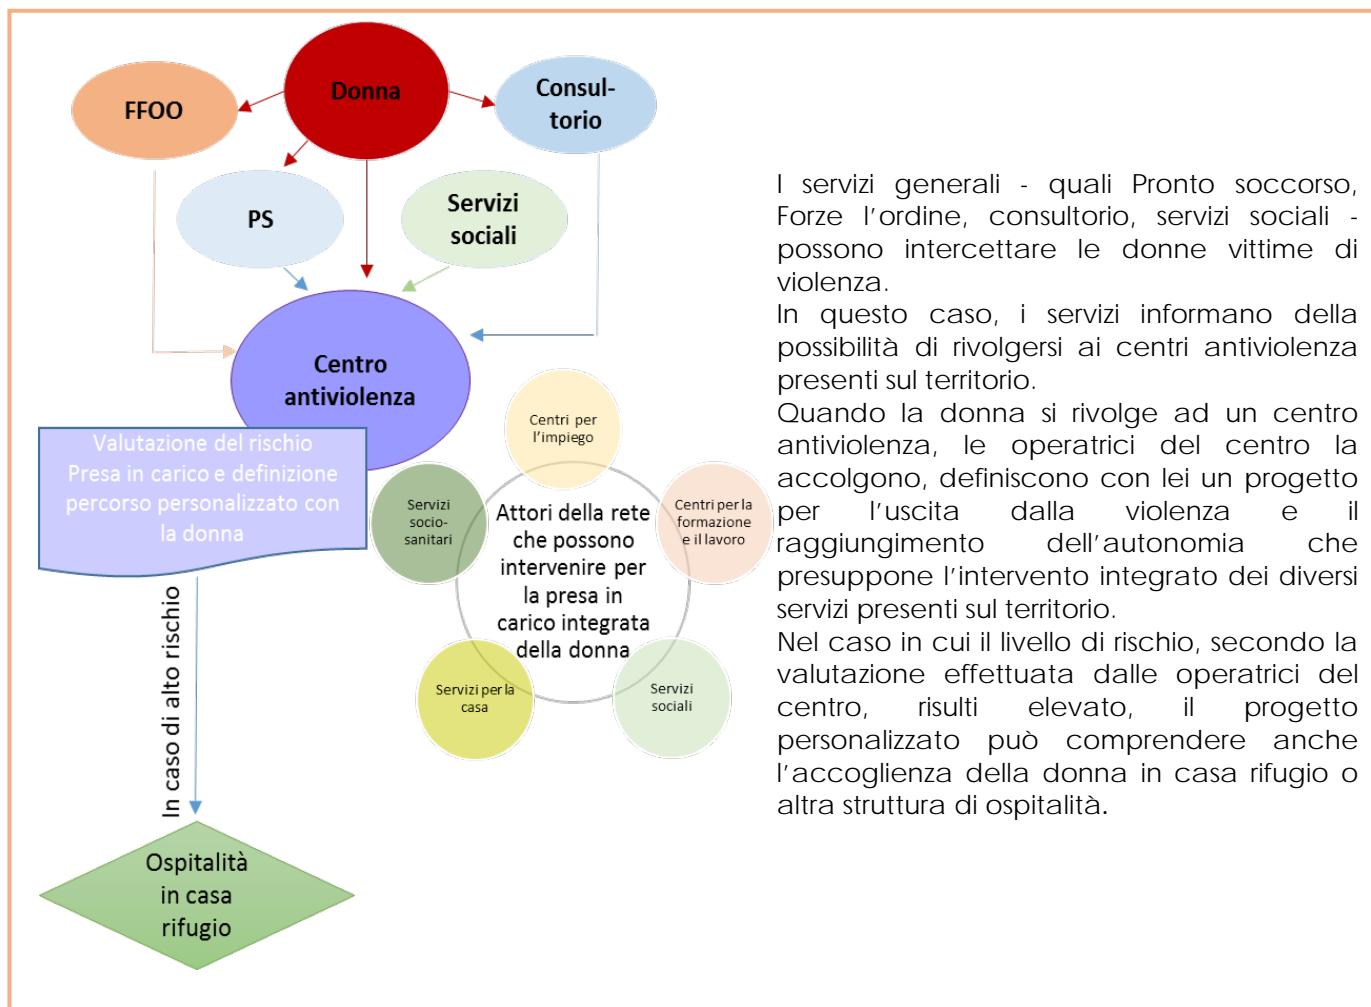 Donna
FFOO
Consul-
torio
PS
Servizi
sociali
Centro
antiviolenza
Valutazione del rischio
Presa in carico e definizione
percorso personalizzato con
la donna
Centri per
l'impiego
Servizi
socio-
sanitari
Centri per la
formazione
e il lavoro
Attori della rete
che possono
intervenire per
la presa in
carico integrata
della donna
Servizi per la
casa
Servizi
sociali
In caso di alto rischio
Ospitalità
in casa
rifugio
I servizi generali - quali Pronto soccorso,
Forze l'ordine, consultorio, servizi sociali -
possono intercettare le donne vittime di
violenza.
In questo caso, i servizi informano della
possibilità di rivolgersi ai centri antiviolenza
presenti sul territorio.
Quando la donna si rivolge ad un centro
antiviolenza, le operatrici del centro la
accolgono, definiscono con lei un progetto
per l'uscita dalla violenza e il
raggiungimento dell'autonomia che
presuppone l'intervento integrato dei diversi
servizi presenti sul territorio.
Nel caso in cui il livello di rischio, secondo la
valutazione effettuata dalle operatrici del
centro, risulti elevato, il progetto
personalizzato può comprendere anche
l'accoglienza della donna in casa rifugio o
altra struttura di ospitalità.